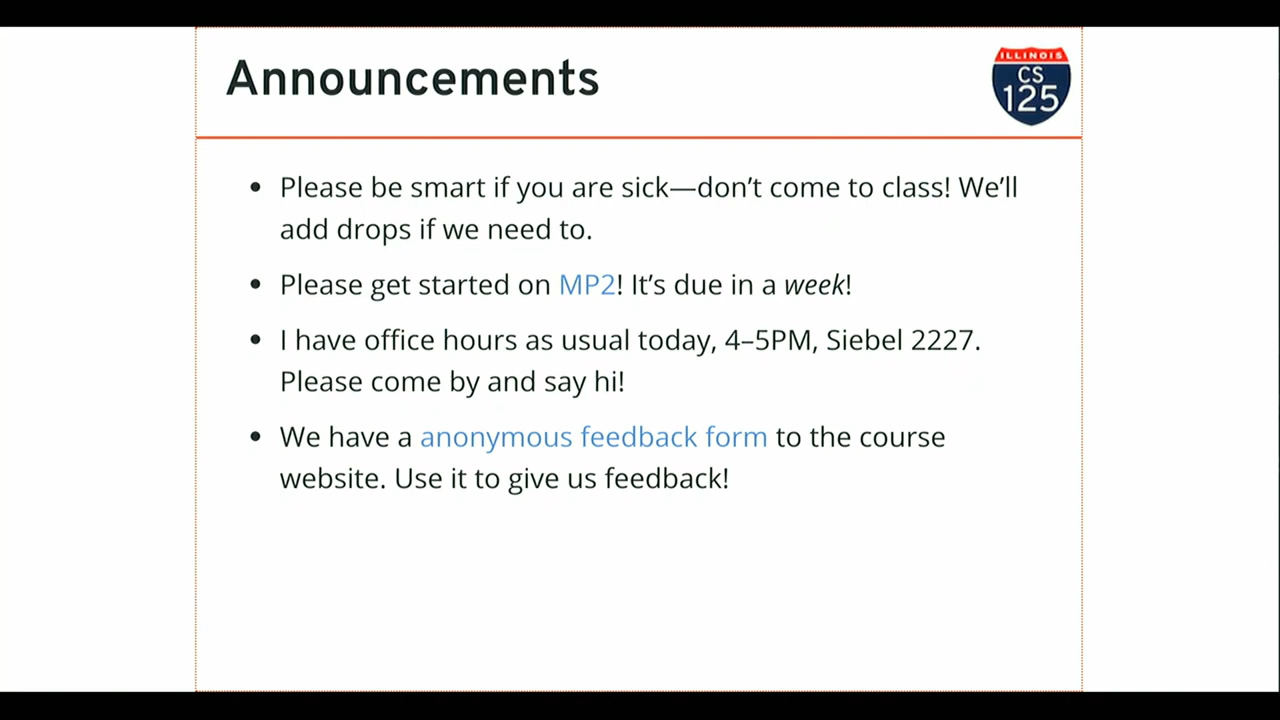 Announcements
ILLINOIS
CS
125
• Please be smart if you are sick—don’t come to class! We’ll
add drops if we need to.
• Please get started on MP2! It’s due in a week!
• I have office hours as usual today, 4–5PM, Siebel 2227.
Please come by and say hi!
• We have a anonymous feedback form to the course
website. Use it to give us feedback!